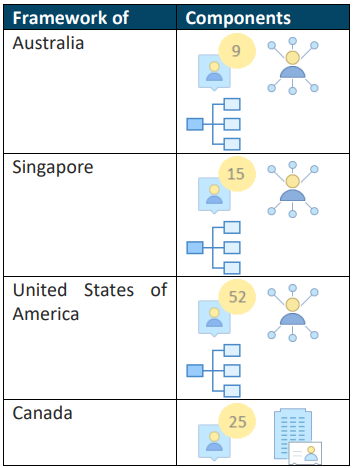 Framework of Components
Australia
9
Singapore
15
United States of
America
52
Canada
25